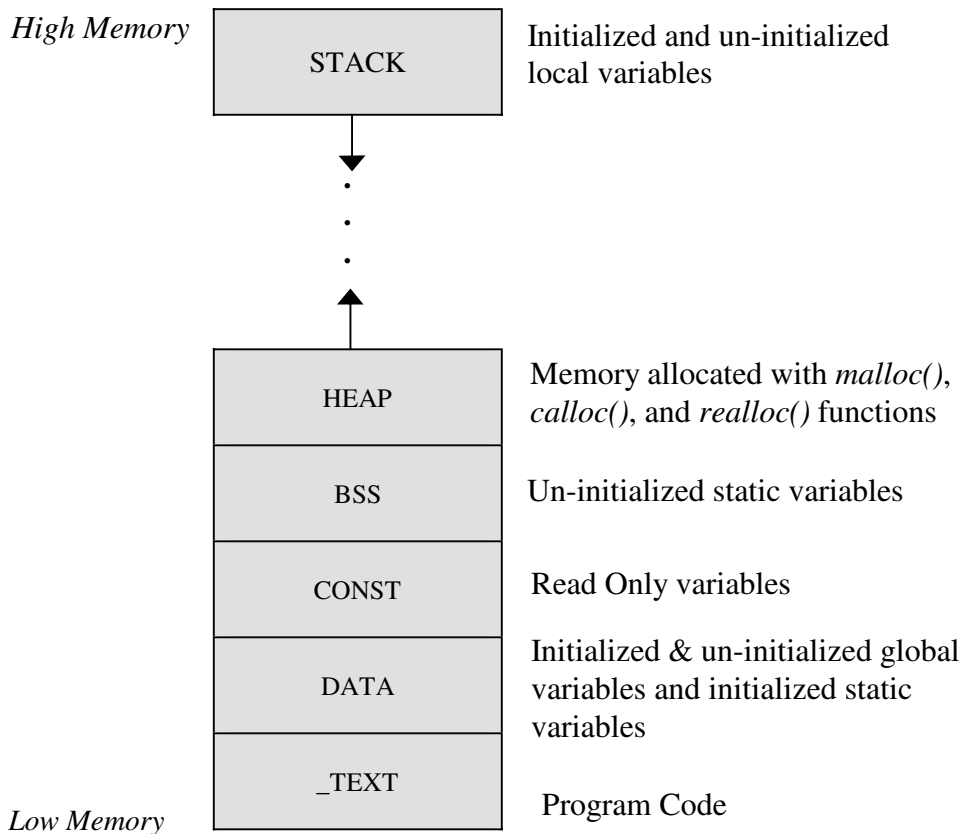 High Memory
STACK
Initialized and un-initialized
local variables
HEAP
Memory allocated with malloc(),
calloc(), and realloc() functions
BSS
Un-initialized static variables
CONST
Read Only variables
DATA
Initialized & un-initialized global
variables and initialized static
variables
_TEXT
Program Code
Low Memory